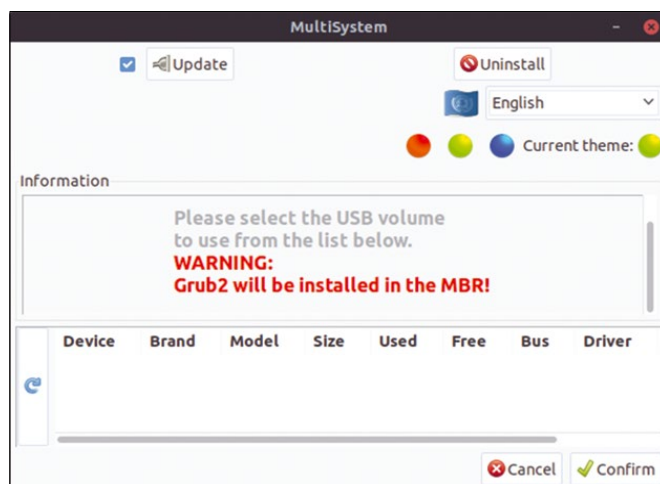 MultiSystem
Update
Uninstall
English
Current theme:
Information
Please select the USB volume
to use from the list below.
WARNING:
Grub2 will be installed in the MBR!
Device Brand Model Size Used Free Bus Driver
Cancel
Confirm